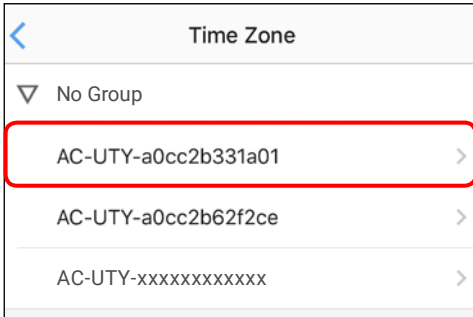 Time Zone
No Group
AC-UTY-a0cc2b331a01
AC-UTY-a0cc2b62f2ce
AC-UTY-xxxxxxxxxxxx